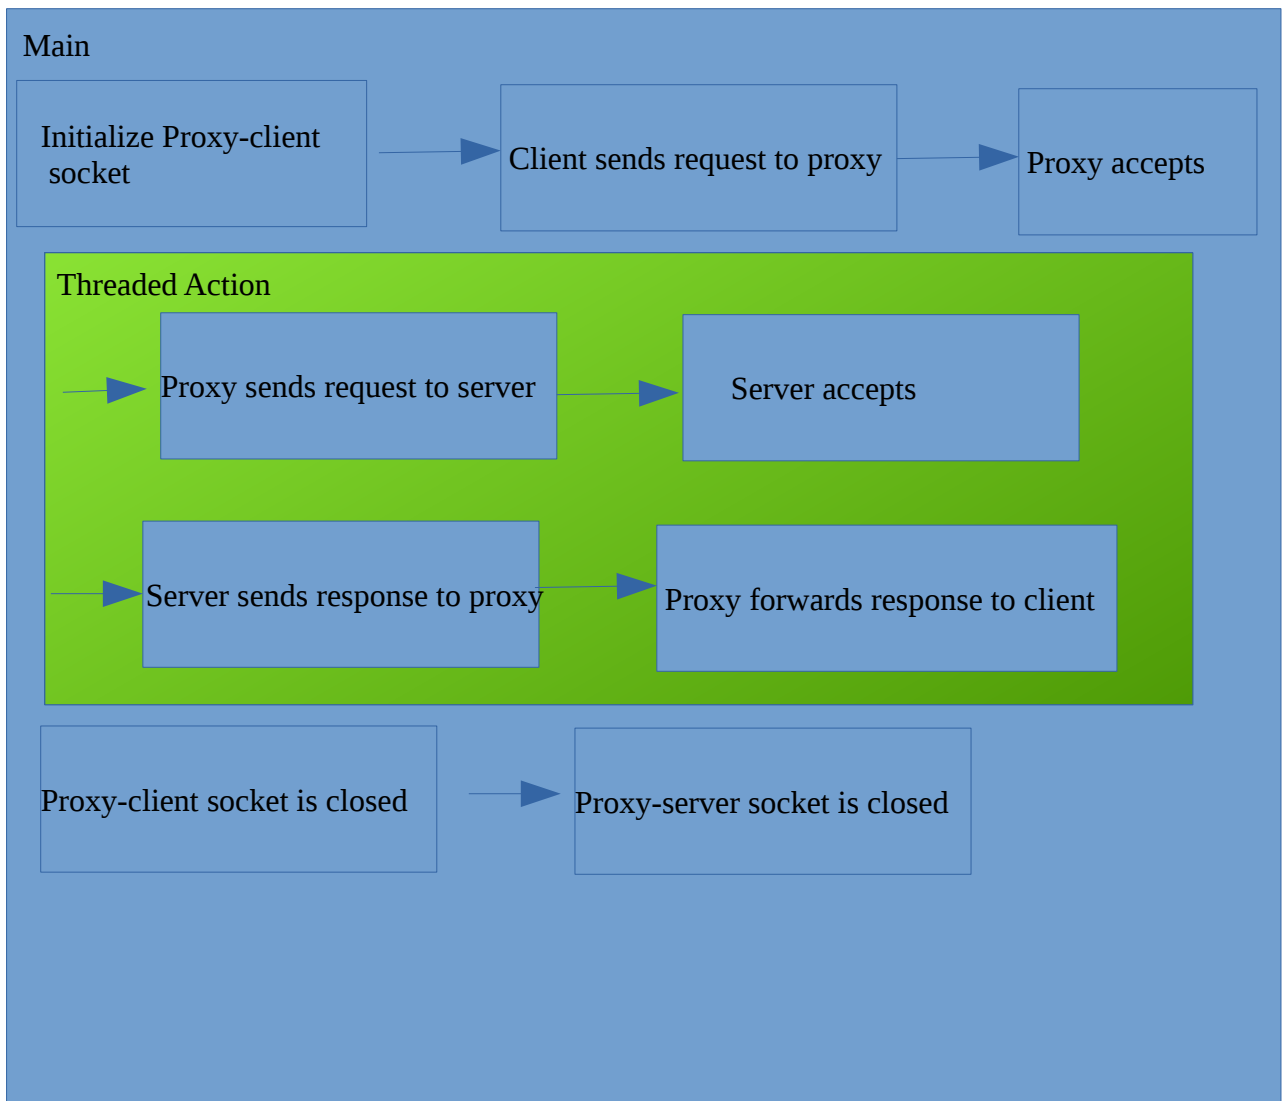 Main
Initialize Proxy-client
socket
Client sends request to proxy
Proxy accepts
Threaded Action
Proxy sends request to server
Server accepts
Server sends response to proxy
Proxy forwards response to client
Proxy-client socket is closed
Proxy-server socket is closed